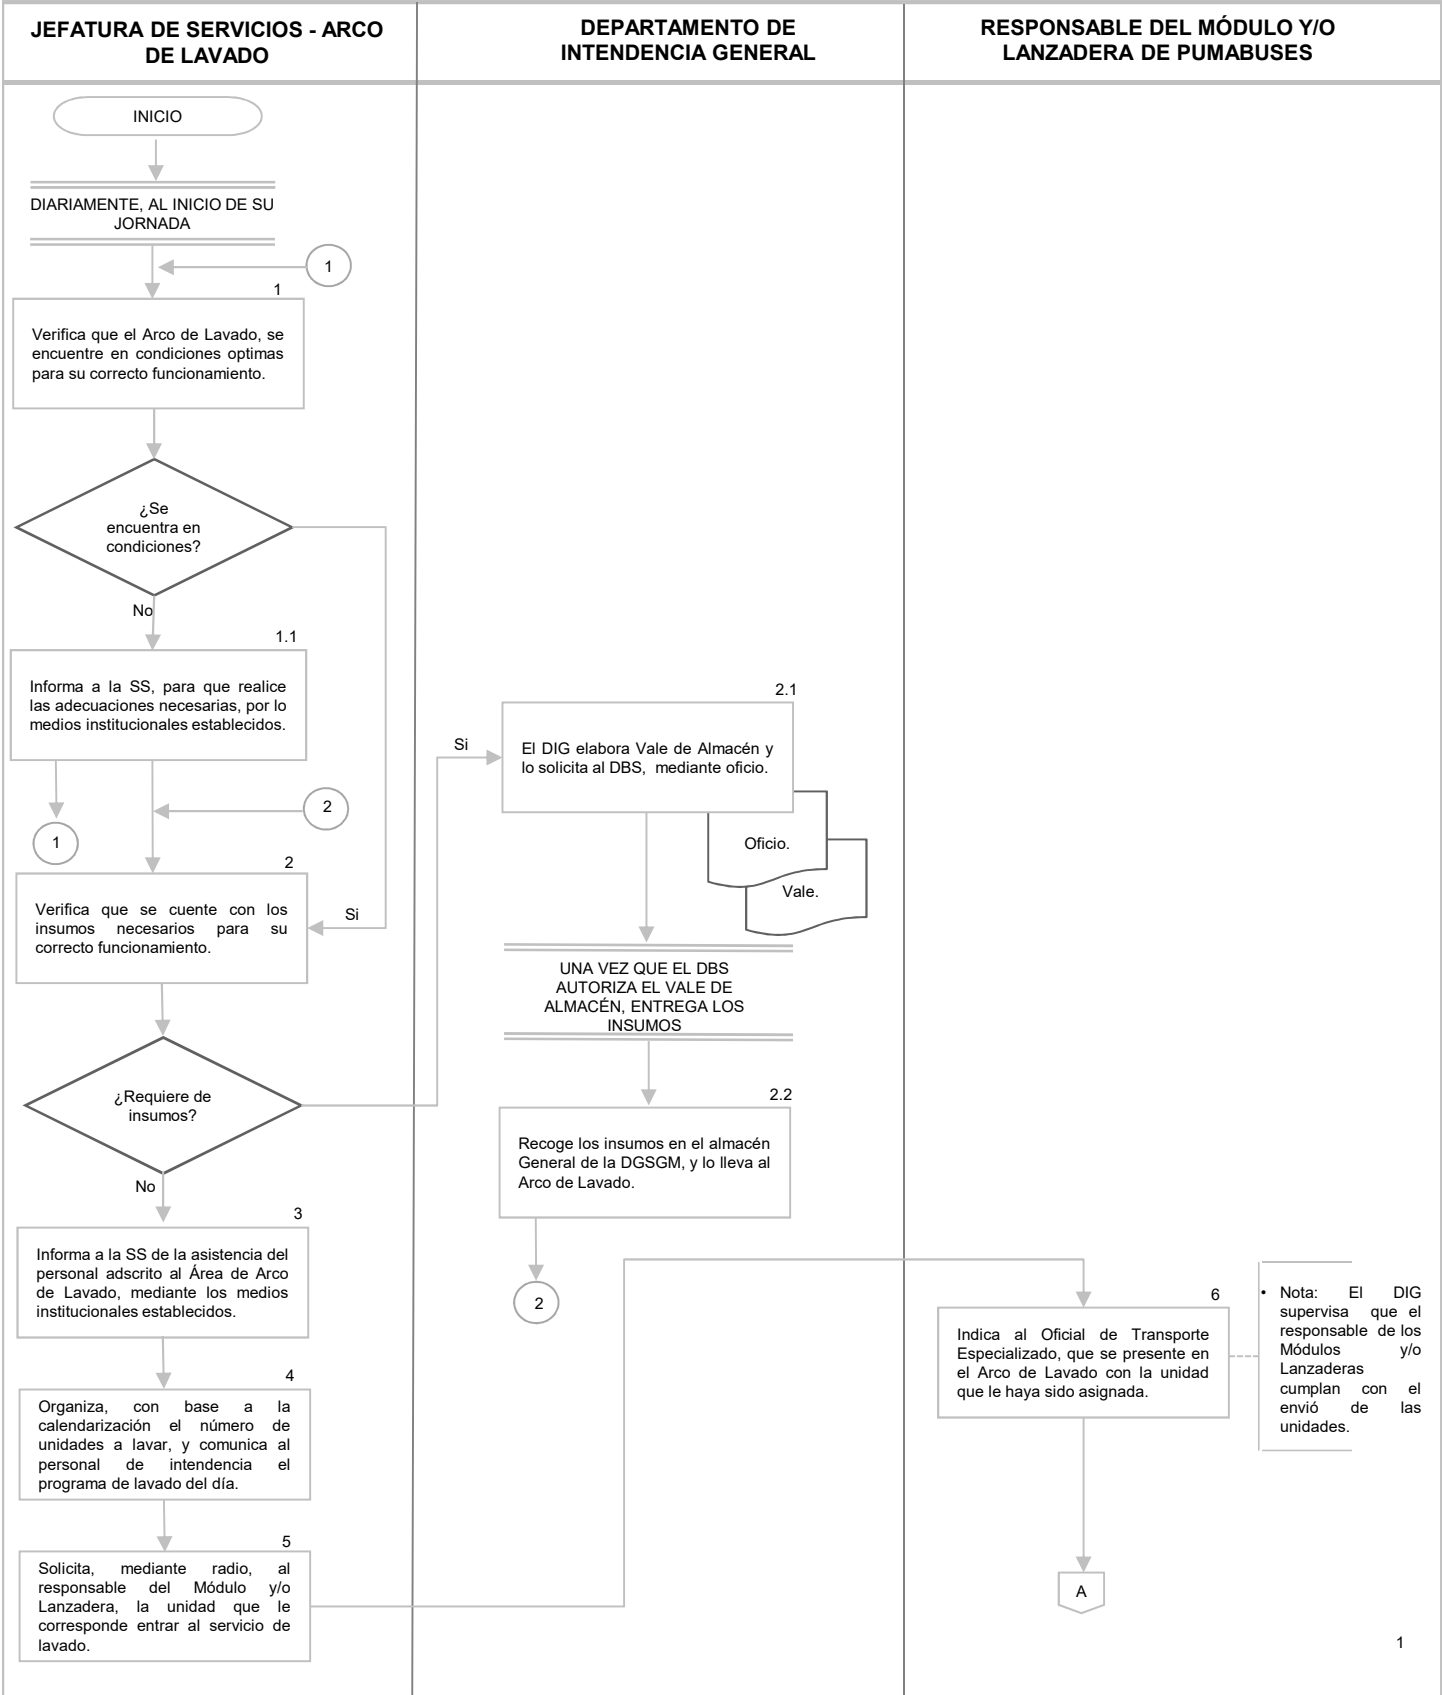 JEFATURA DE SERVICIOS - ARCO
DE LAVADO
DEPARTAMENTO DE
INTENDENCIA GENERAL
RESPONSABLE DEL MÓDULO Y/O
LANZADERA DE PUMABUSES
INICIO
DIARIAMENTE, AL INICIO DE SU
JORNADA
1
1
Verifica que el Arco de Lavado, se
encuentre en condiciones optimas
para su correcto funcionamiento.
¿Se
encuentra en
condiciones?
No
1.1
Informa a la SS, para que realice
las adecuaciones necesarias, por lo
medios institucionales establecidos.
2
1
2
Verifica que se cuente con los
insumos necesarios para su
correcto funcionamiento.
Si
¿Requiere de
insumos?
No
3
Informa a la SS de la asistencia del
personal adscrito al Área de Arco
de Lavado, mediante los medios
institucionales establecidos.
4
Organiza, con base a la
calendarización el número de
unidades a lavar, y comunica al
personal de intendencia el
programa de lavado del día.
5
Solicita, mediante radio, al
responsable del Módulo y/o
Lanzadera, la unidad que le
corresponde entrar al servicio de
lavado.
Si
2.1
El DIG elabora Vale de Almacén y
lo solicita al DBS, mediante oficio.
Oficio.
Vale.
UNA VEZ QUE EL DBS
AUTORIZA EL VALE DE
ALMACÉN, ENTREGA LOS
INSUMOS
2.2
Recoge los insumos en el almacén
General de la DGSGM, y lo lleva al
Arco de Lavado.
2
6
Indica al Oficial de Transporte
Especializado, que se presente en
el Arco de Lavado con la unidad
que le haya sido asignada.
• Nota: El DIG
supervisa que el
responsable de los
Módulos y/o
Lanzaderas
cumplan con el
envió de las
unidades.
A
1